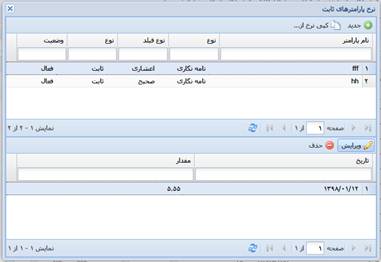 نرخ پارامترهای ثابت
جدید کپی نرخ از...
نام پارامتر نوع نوع فیلد نوع وضعیت
۱ fff نامه نگاری اعشاری ثابت فعال
۲ hh نامه نگاری صحیح ثابت فعال
صفحه ۱ از ۱ نمایش ۱ - ۲ از ۲
ویرایش حذف
تاریخ مقدار
۱ ۱۳۹۸/۰۱/۱۲ ۵.۵۵
صفحه ۱ از ۱ نمایش ۱ - ۱ از ۱